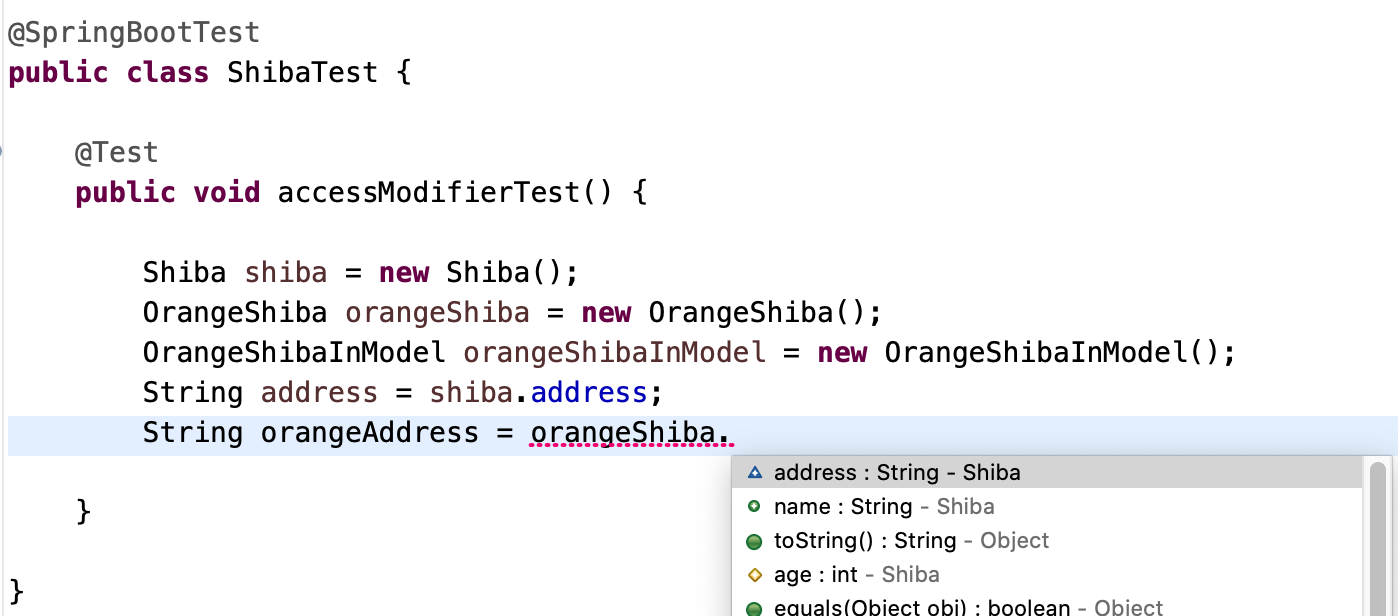 @SpringBootTest
public class ShibaTest {
@Test
public void accessModifierTest() {
Shiba shiba = new Shiba();
OrangeShiba orangeShiba = new OrangeShiba();
OrangeShibaInModel orangeShibaInModel = new OrangeShibaInModel();
String address = shiba.address;
String orangeAddress = orangeShiba.
address : String - Shiba
name : String - Shiba
toString() : String - Object
age : int - Shiba
equals(Object obj) : boolean - Object
}
}